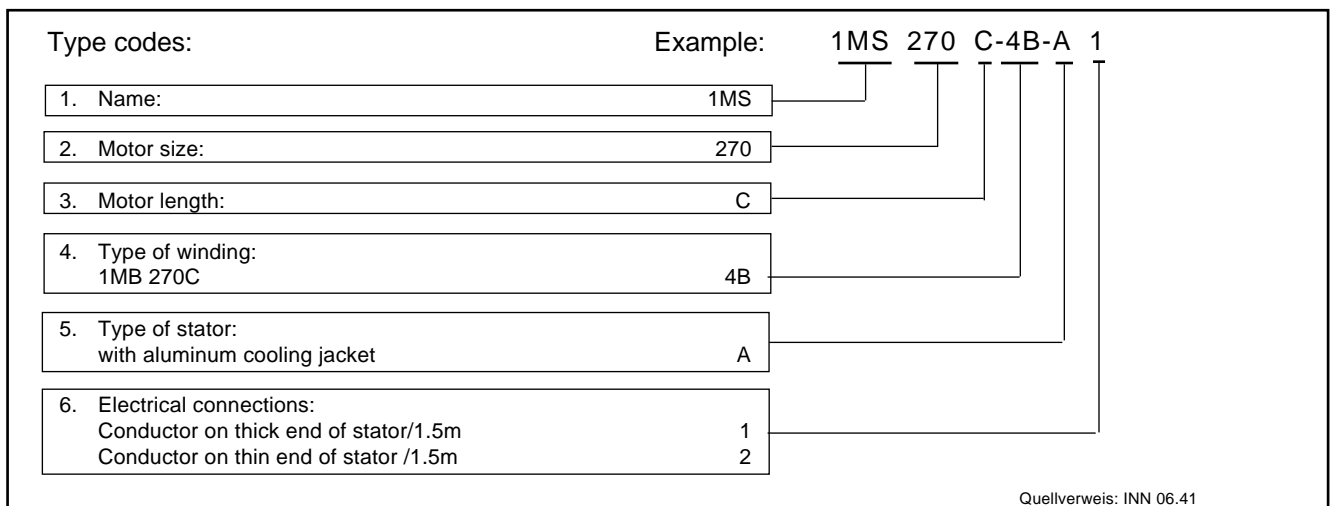 Type codes: Example: 1MS 270 C-4B-A 1
1. Name: 1MS
2. Motor size: 270
3. Motor length: C
4. Type of winding:
1MB 270C 4B
5. Type of stator:
with aluminum cooling jacket A
6. Electrical connections:
Conductor on thick end of stator/1.5m 1
Conductor on thin end of stator /1.5m 2
Quellverweis: INN 06.41